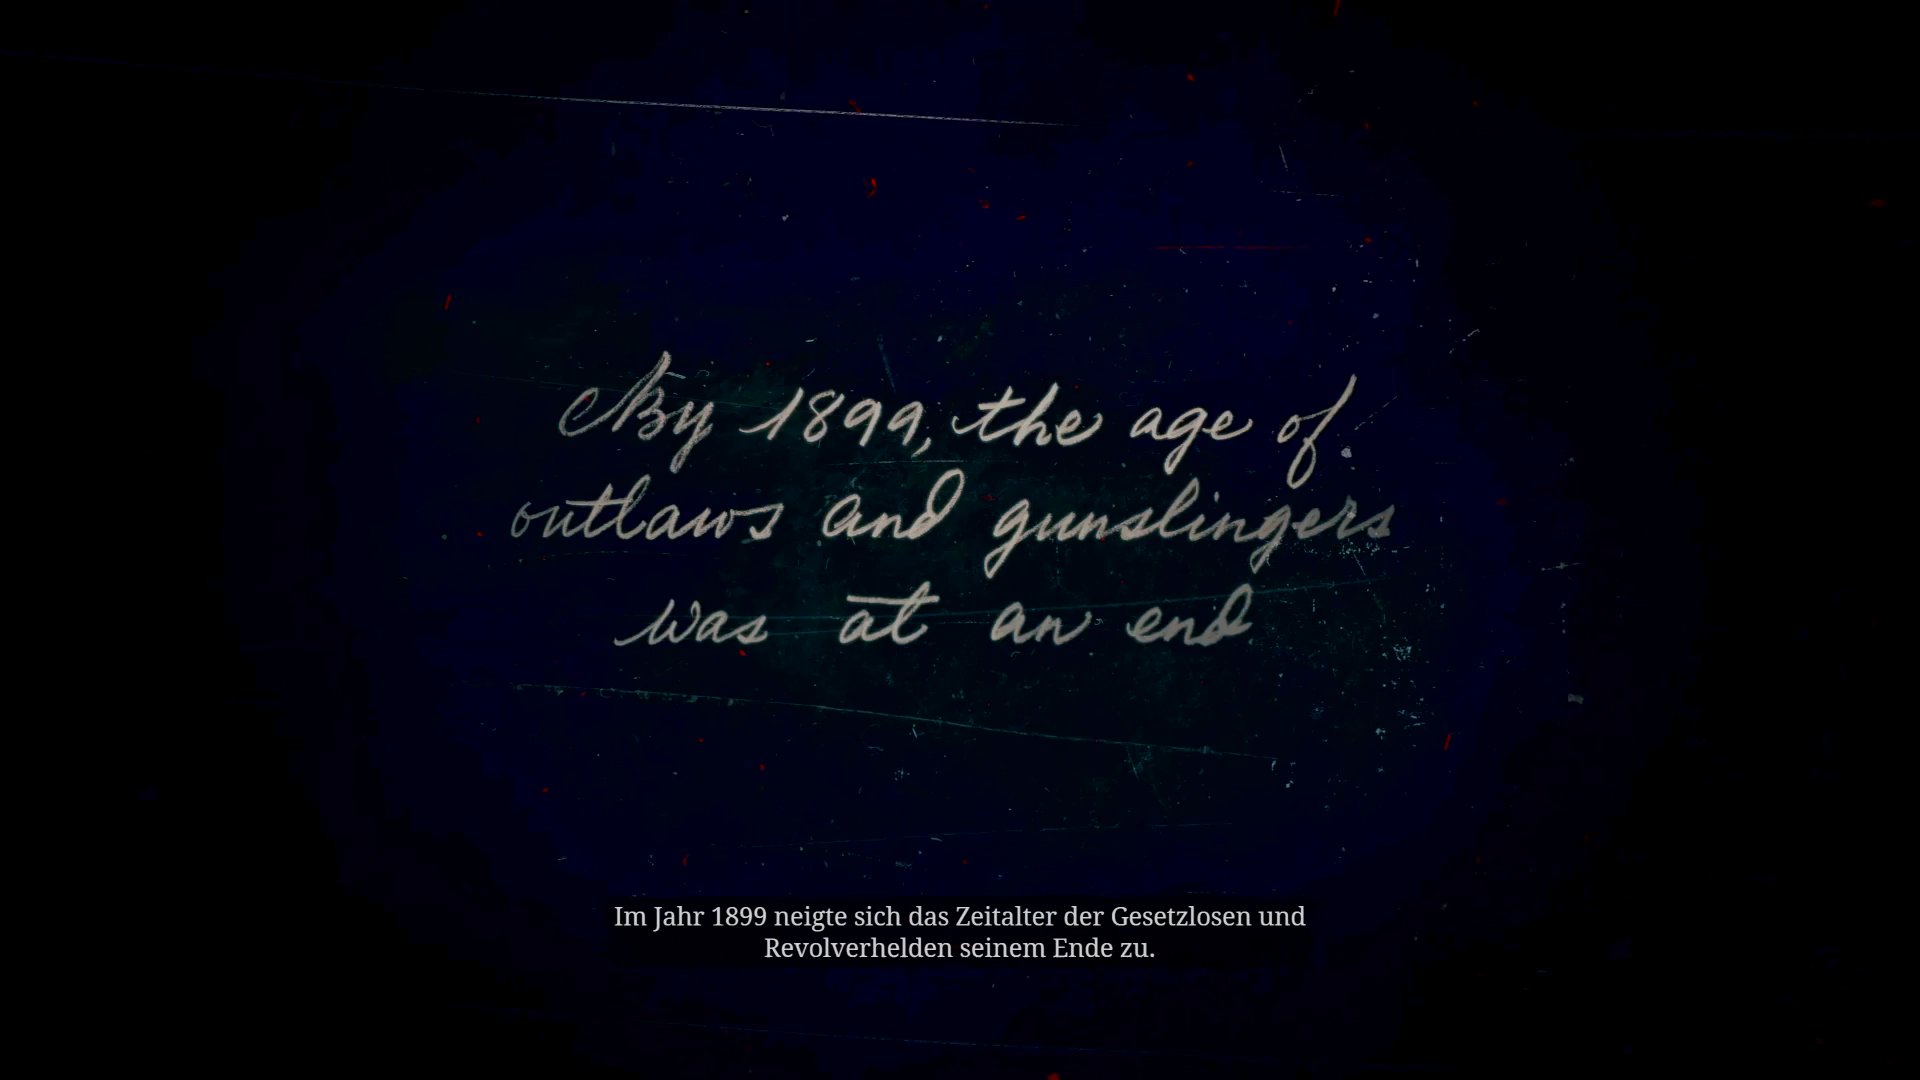 By 1899, the age of
outlaws and gunslingers
was at an end
Im Jahr 1899 neigte sich das Zeitalter der Gesetzlosen und
Revolverhelden seinem Ende zu.